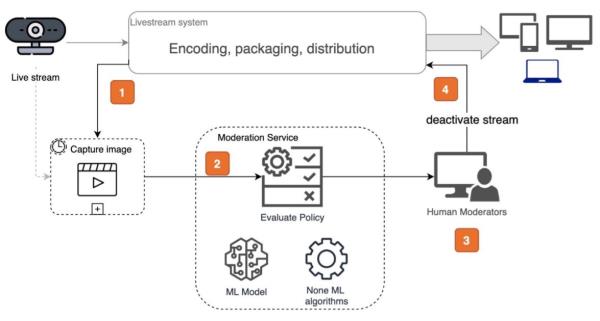 Livestream system
Encoding, packaging, distribution
Live stream
1
4
deactivate stream
Capture image
Moderation Service
2
Evaluate Policy
Human Moderators
3
ML Model
None ML
algorithms